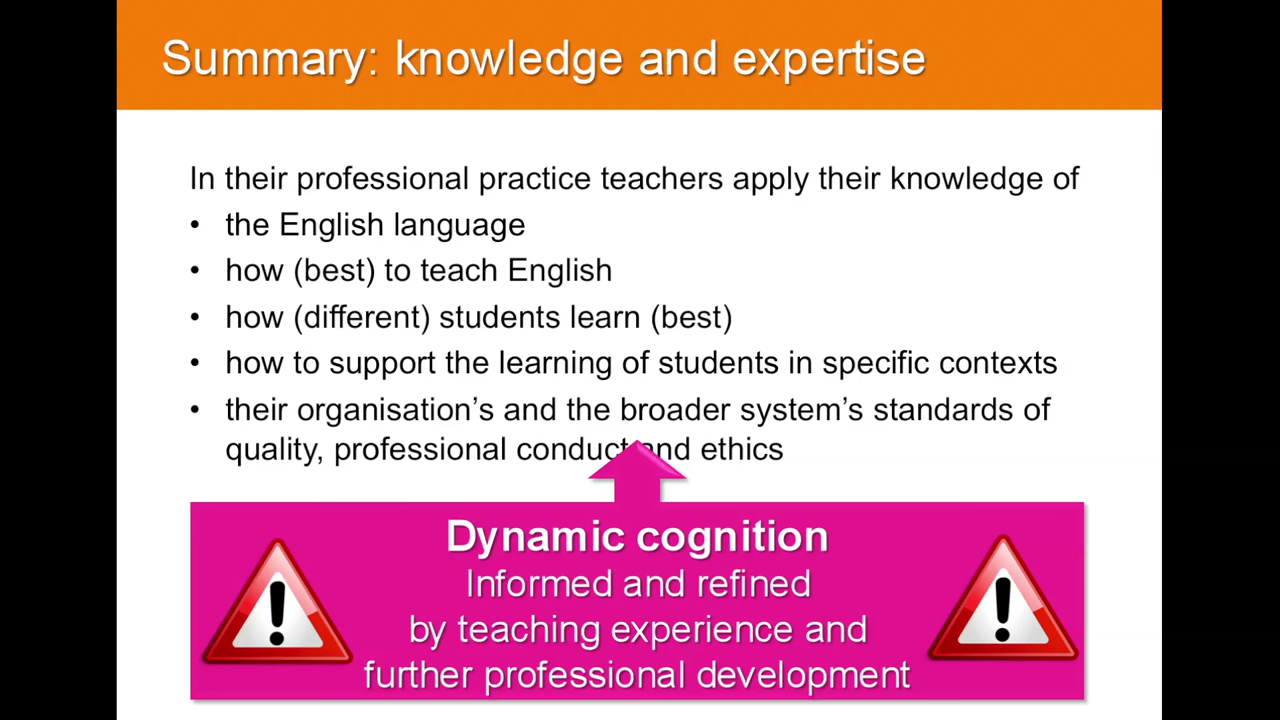 Summary: knowledge and expertise
In their professional practice teachers apply their knowledge of
• the English language
• how (best) to teach English
• how (different) students learn (best)
• how to support the learning of students in specific contexts
• their organisation’s and the broader system’s standards of
quality, professional conduct and ethics
Dynamic cognition
Informed and refined
by teaching experience and
further professional development